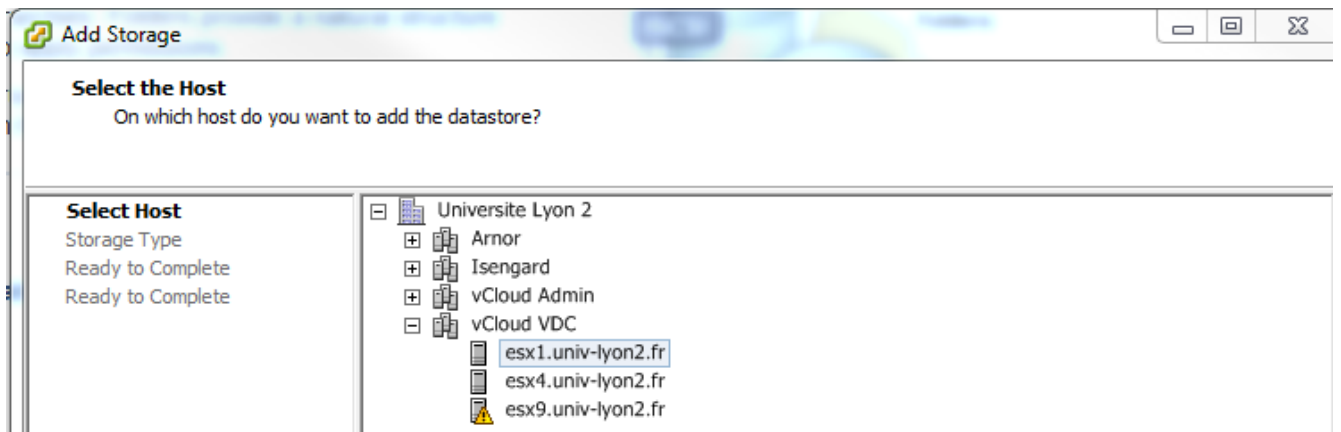 Add Storage
Select the Host
On which host do you want to add the datastore?
Select Host
Storage Type
Ready to Complete
Ready to Complete
Universite Lyon 2
Arnor
Isengard
vCloud Admin
vCloud VDC
esx1.univ-lyon2.fr
esx4.univ-lyon2.fr
esx9.univ-lyon2.fr